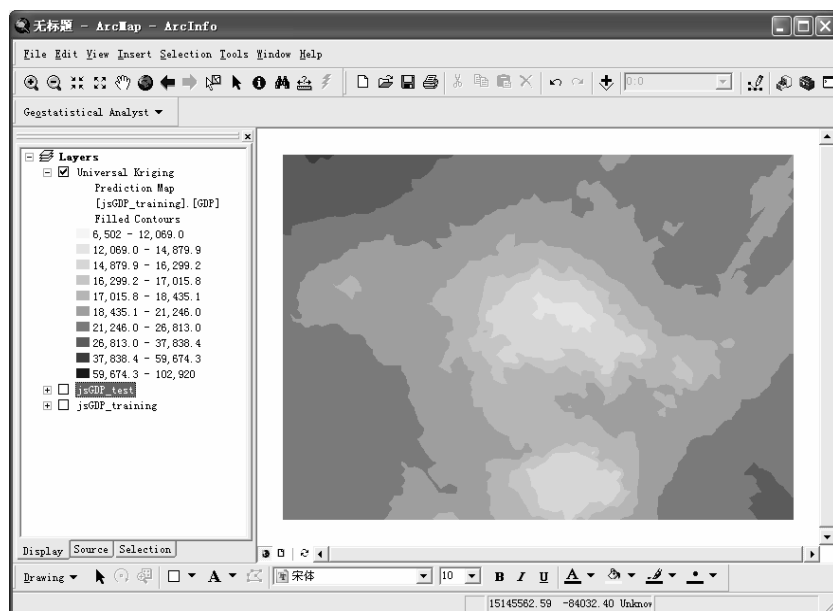 无标题 - ArcMap - ArcInfo
File Edit View Insert Selection Tools Window Help
0:0
Geostatistical Analyst
Layers
Universal Kriging
Prediction Map
[jsGDP_training].[GDP]
Filled Contours
6,502 - 12,069.0
12,069.0 - 14,879.9
14,879.9 - 16,299.2
16,299.2 - 17,015.8
17,015.8 - 18,435.1
18,435.1 - 21,246.0
21,246.0 - 26,813.0
26,813.0 - 37,838.4
37,838.4 - 59,674.3
59,674.3 - 102,920
jsGDP_test
jsGDP_training
Display Source Selection
Drawing A 宋体 10 B I U A
15145562.59 -84032.40 Unknow